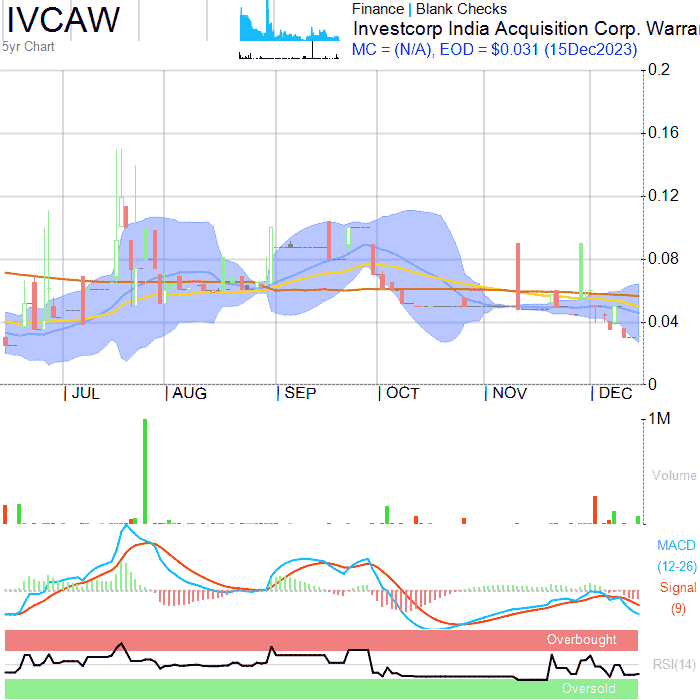 IVCAW
5yr Chart
Finance | Blank Checks
Investcorp India Acquisition Corp. Warra
MC = (N/A), EOD = $0.031 (15Dec2023)
0.2
0.16
0.12
0.08
0.04
0
JUL AUG SEP OCT NOV DEC
1M
Volume
MACD
(12-26)
Signal
(9)
Overbought
RSI(14)
Oversold